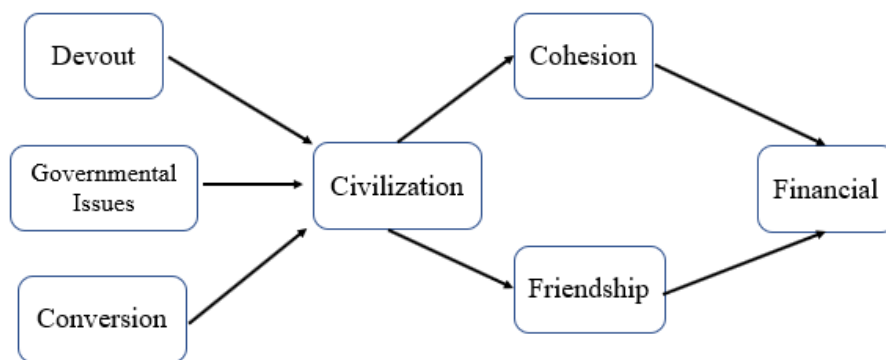 Devout
Governmental
Issues
Conversion
Civilization
Cohesion
Friendship
Financial